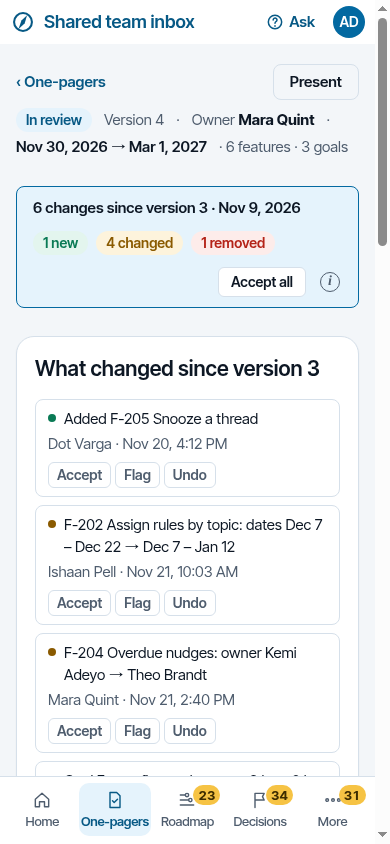 Shared team inbox
Ask
AD
‹ One-pagers
Present
In review Version 4 · Owner Mara Quint ·
Nov 30, 2026 → Mar 1, 2027 · 6 features · 3 goals
6 changes since version 3 · Nov 9, 2026
1 new 4 changed 1 removed
Accept all
i
What changed since version 3
Added F-205 Snooze a thread
Dot Varga · Nov 20, 4:12 PM
Accept Flag Undo
F-202 Assign rules by topic: dates Dec 7
– Dec 22 → Dec 7 – Jan 12
Ishaan Pell · Nov 21, 10:03 AM
Accept Flag Undo
F-204 Overdue nudges: owner Kemi
Adeyo → Theo Brandt
Mara Quint · Nov 21, 2:40 PM
Accept Flag Undo
23 34 31
Home One-pagers Roadmap Decisions More